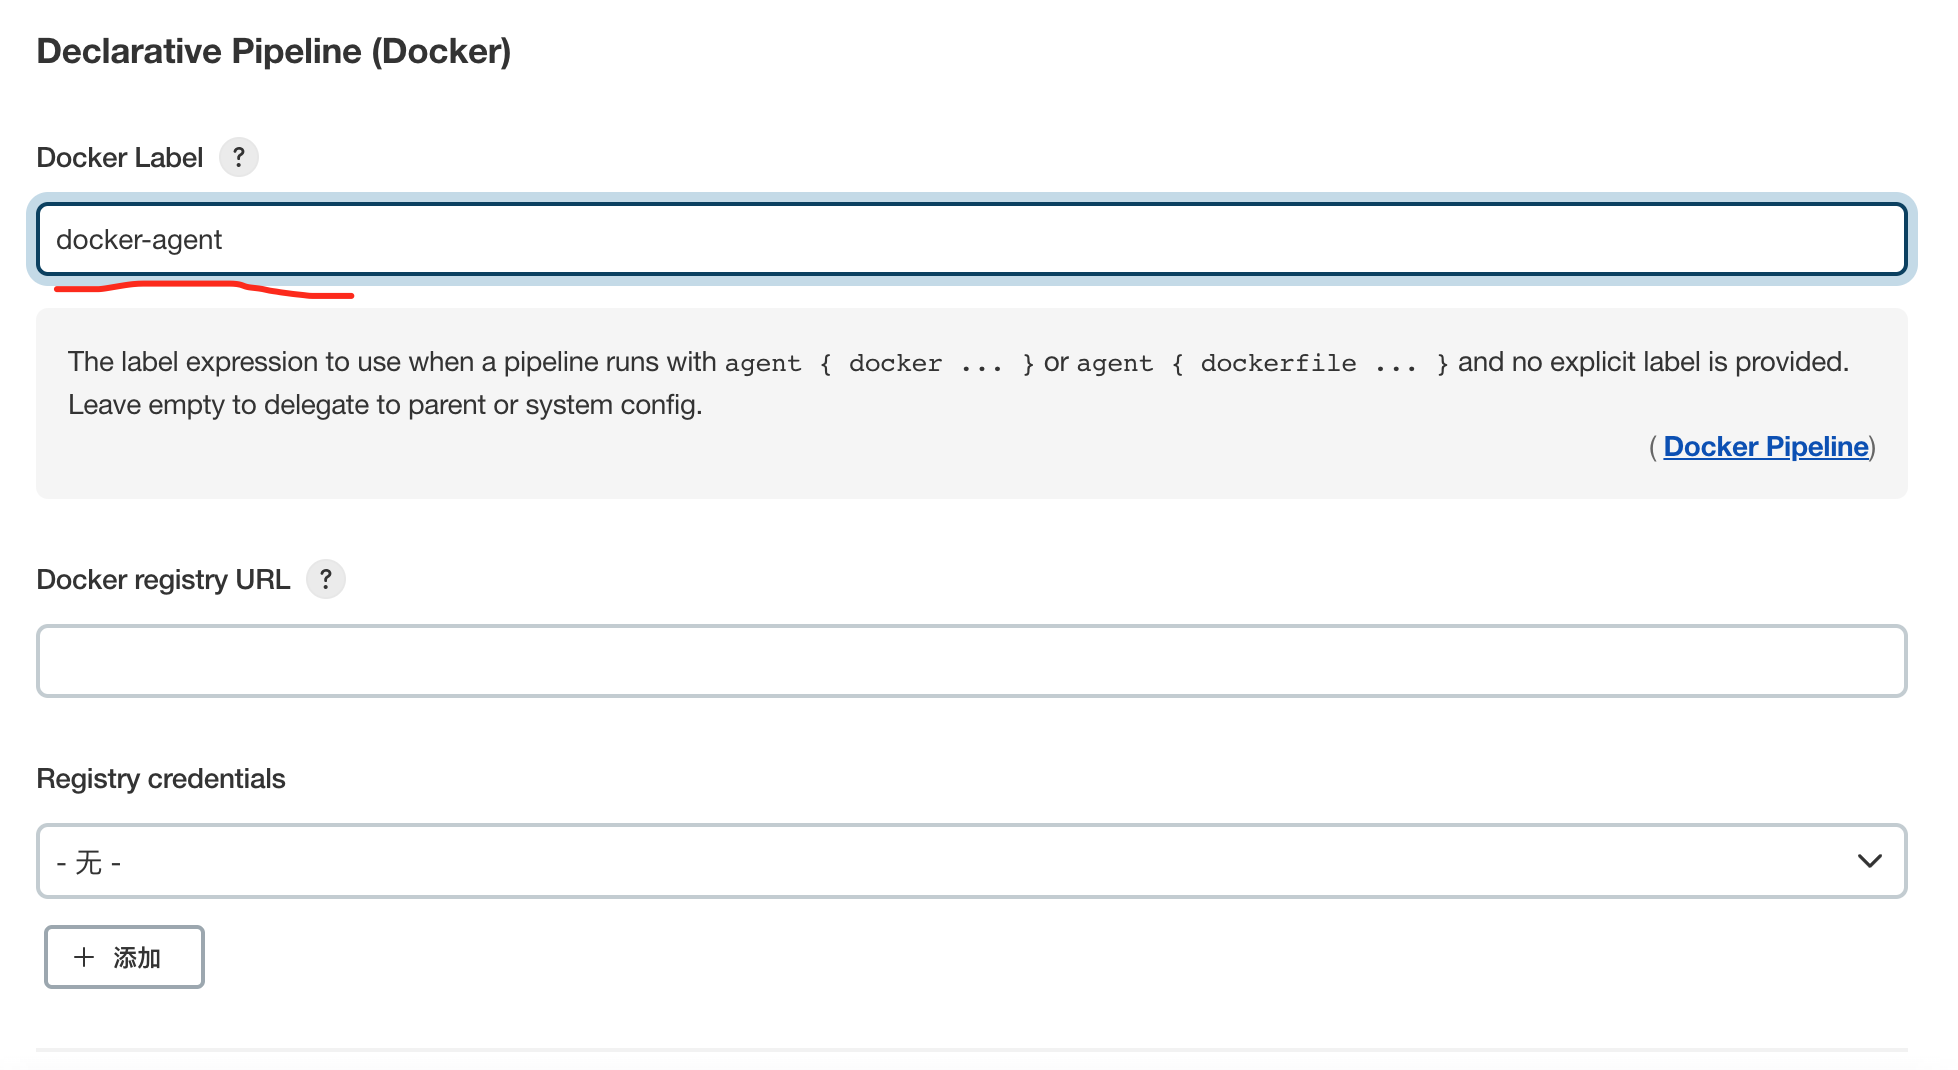 Declarative Pipeline (Docker)
Docker Label ?
docker-agent
The label expression to use when a pipeline runs with agent { docker ... } or agent { dockerfile ... } and no explicit label is provided.
Leave empty to delegate to parent or system config.
( Docker Pipeline)
Docker registry URL ?
Registry credentials
- 无 -
+ 添加